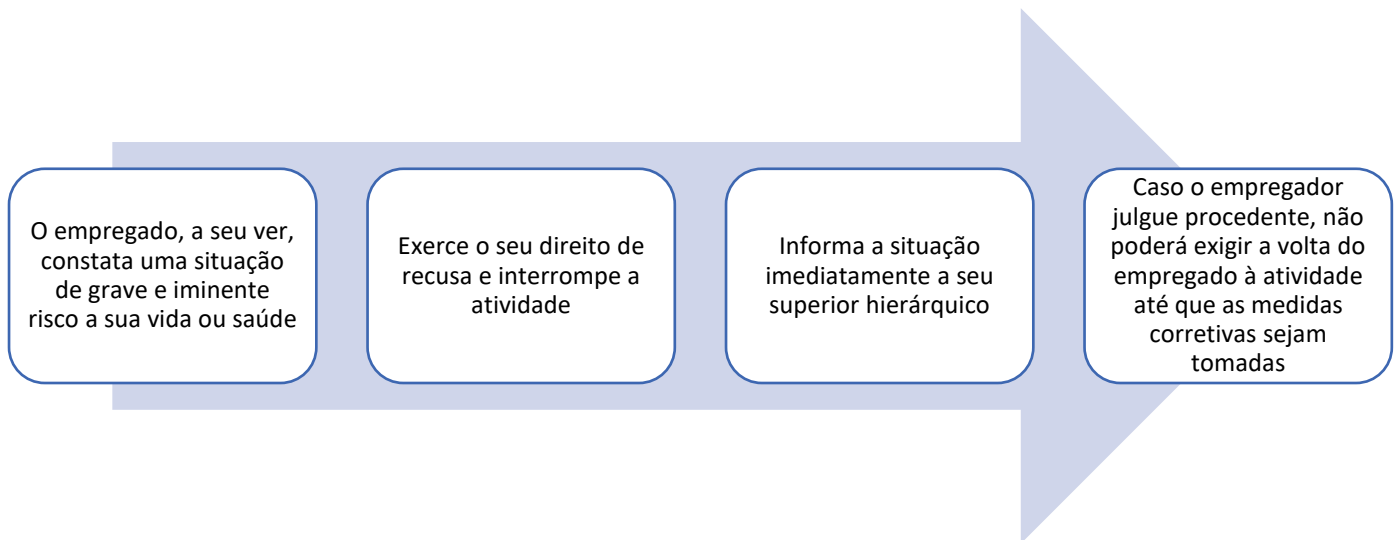 O empregado, a seu ver,
constata uma situação
de grave e iminente
risco a sua vida ou saúde
Exerce o seu direito de
recusa e interrompe a
atividade
Informa a situação
imediatamente a seu
superior hierárquico
Caso o empregador
julgue procedente, não
poderá exigir a volta do
empregado à atividade
até que as medidas
corretivas sejam
tomadas